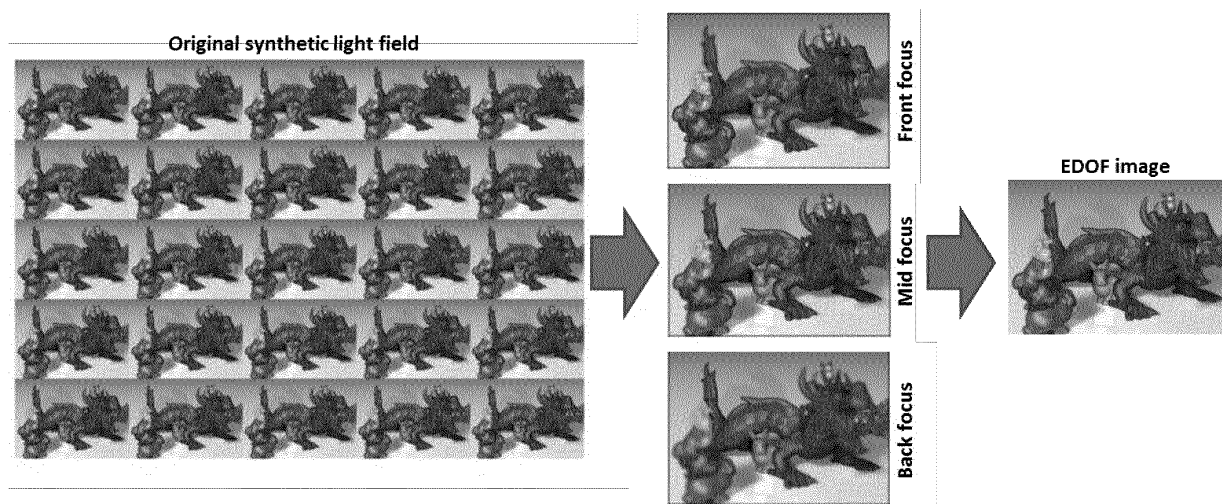 Original synthetic light field
Front focus
Mid focus
Back focus
EDOF image